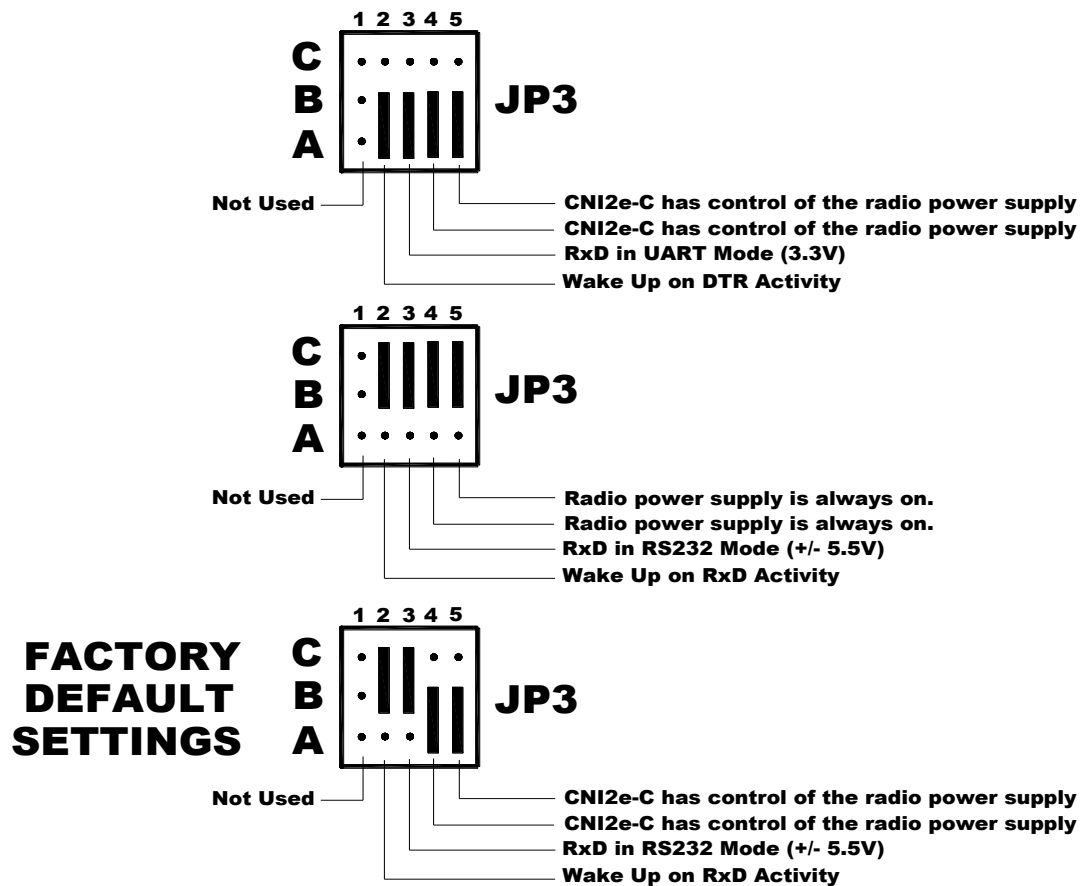 1 2 3 4 5
C
B JP3
A
Not Used
CNI2e-C has control of the radio power supply
CNI2e-C has control of the radio power supply
RxD in UART Mode (3.3V)
Wake Up on DTR Activity
1 2 3 4 5
C
B JP3
A
Not Used
Radio power supply is always on.
Radio power supply is always on.
RxD in RS232 Mode (+/- 5.5V)
Wake Up on RxD Activity
FACTORY
DEFAULT
SETTINGS
1 2 3 4 5
C
B JP3
A
Not Used
CNI2e-C has control of the radio power supply
CNI2e-C has control of the radio power supply
RxD in RS232 Mode (+/- 5.5V)
Wake Up on RxD Activity